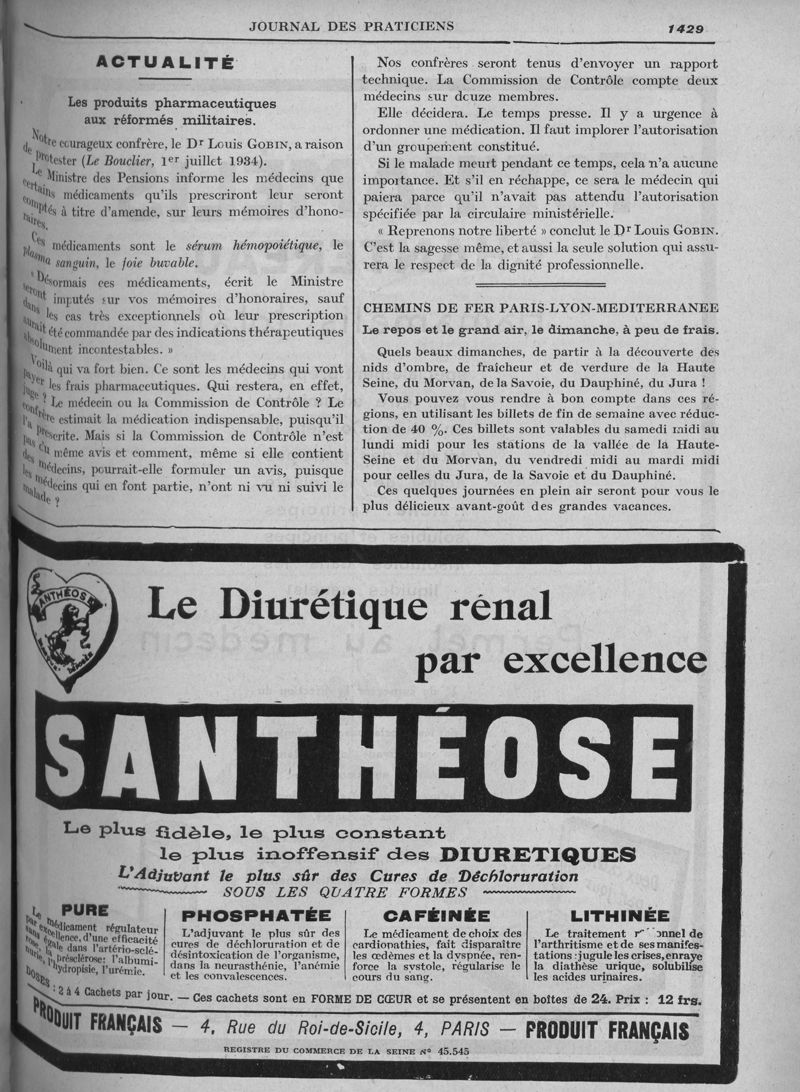 JOURNAL DES PRATICIENS
1429
ACTUALITÉ
Les produits pharmaceutiques
aux réformés militaires.
Notre courageux confrère, le Dr Louis GOBIN, a raison
de protester (Le Bouclier, 1er juillet 1934).
Le Ministre des Pensions informe les médecins que
certains médicaments qu'ils prescriront leur seront
comptés à titre d'amende, sur leurs mémoires d'hono-
raires.
Ces médicaments sont le sérum hémopoiétique, le
plasma sanguin, le foie buvable.
« Désormais ces médicaments, écrit le Ministre
seront imputés sur vos mémoires d'honoraires, sauf
dans les cas très exceptionnels où leur prescription
aurait été commandée par des indications thérapeutiques
absolument incontestables. »
Voilà qui va fort bien. Ce sont les médecins qui vont
payer les frais pharmaceutiques. Qui restera, en effet,
juge ? Le médecin ou la Commission de Contrôle ? Le
confrère estimait la médication indispensable, puisqu'il
l'a prescrite. Mais si la Commission de Contrôle n'est
pas du même avis et comment, même si elle contient
des médecins, pourrait-elle formuler un avis, puisque
les médecins qui en font partie, n'ont ni vu ni suivi le
malade ?
Nos confrères seront tenus d'envoyer un rapport
technique. La Commission de Contrôle compte deux
médecins sur douze membres.
Elle décidera. Le temps presse. Il y a urgence à
ordonner une médication. Il faut implorer l'autorisation
d'un groupement constitué.
Si le malade meurt pendant ce temps, cela n'a aucune
importance. Et s'il en réchappe, ce sera le médecin qui
paiera parce qu'il n'avait pas attendu l'autorisation
spécifiée par la circulaire ministérielle.
« Reprenons notre liberté » conclut le Dr Louis GOBIN.
C'est la sagesse même, et aussi la seule solution qui assu-
rera le respect de la dignité professionnelle.
CHEMINS DE FER PARIS-LYON-MEDITERRANEE
Le repos et le grand air, le dimanche, à peu de frais.
Quels beaux dimanches, de partir à la découverte des
nids d'ombre, de fraîcheur et de verdure de la Haute
Seine, du Morvan, de la Savoie, du Dauphiné, du Jura !
Vous pouvez vous rendre à bon compte dans ces ré-
gions, en utilisant les billets de fin de semaine avec réduc-
tion de 40 %. Ces billets sont valables du samedi midi au
lundi midi pour les stations de la vallée de la Haute-
Seine et du Morvan, du vendredi midi au mardi midi
pour celles du Jura, de la Savoie et du Dauphiné.
Ces quelques journées en plein air seront pour vous le
plus délicieux avant-goût des grandes vacances.
SANTHÉOSE
Le Diurétique rénal
par excellence
SANTHÉOSE
Le plus fidèle, le plus constant
le plus inoffensif des DIURETIQUES
L'Adjuvant le plus sûr des Cures de Déchloruration
SOUS LES QUATRE FORMES
PURE
Le médicament régulateur
par excellence, d'une efficacité
sans égale dans l'artério-sclé-
rose, la présclérose; l'albumi-
nurie, l'hydropisie, l'urémie.
PHOSPHATÉE
L'adjuvant le plus sûr des
cures de déchloruration et de
désintoxication de l'organisme,
dans la neurasthénie, l'anémie
et les convalescences.
CAFÉINÉE
Le médicament de choix des
cardiopathies, fait disparaître
les œdèmes et la dyspnée, ren-
force la systole, régularise le
cours du sang.
LITHINÉE
Le traitement
l'arthritisme et de ses manifes-
tations : jugule les crises, enraye
la diathèse urique, solubilise
les acides urinaires.
DOSES : 2 à 4 Cachets par jour. — Ces cachets sont en FORME DE CŒUR et se présentent en boîtes de 24. Prix : 12 frs.
PRODUIT FRANÇAIS — 4, Rue du Roi-de-Sicile, 4, PARIS — PRODUIT FRANÇAIS
REGISTRE DU COMMERCE DE LA SEINE N° 45.545